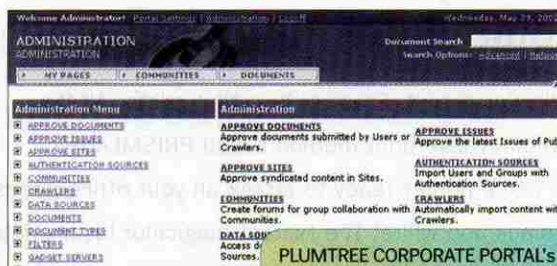 Welcome Administrator! Portal Settings | Administration | Logoff
Wednesday, May 29, 2002
ADMINISTRATION
ADMINISTRATION
Document Search
Search Options: Advanced |
MY PAGES
COMMUNITIES
DOCUMENTS
Administration Menu
APPROVE DOCUMENTS
APPROVE ISSUES
APPROVE SITES
AUTHENTICATION SOURCES
COMMUNITIES
CRAWLERS
DATA SOURCES
DOCUMENTS
DOCUMENT TYPES
FILTERS
GADGET SERVERS
Administration
APPROVE DOCUMENTS
Approve documents submitted by Users or
Crawlers.
APPROVE ISSUES
Approve the latest Issues of Pub
APPROVE SITES
Approve syndicated content in Sites.
AUTHENTICATION SOURCES
Import Users and Groups with
Authentication Sources.
COMMUNITIES
Create forums for group collaboration with
Communities.
CRAWLERS
Automatically import content wi
Crawlers.
DATA SOU
Access d
Sources.
PLUMTREE CORPORATE PORTAL'S